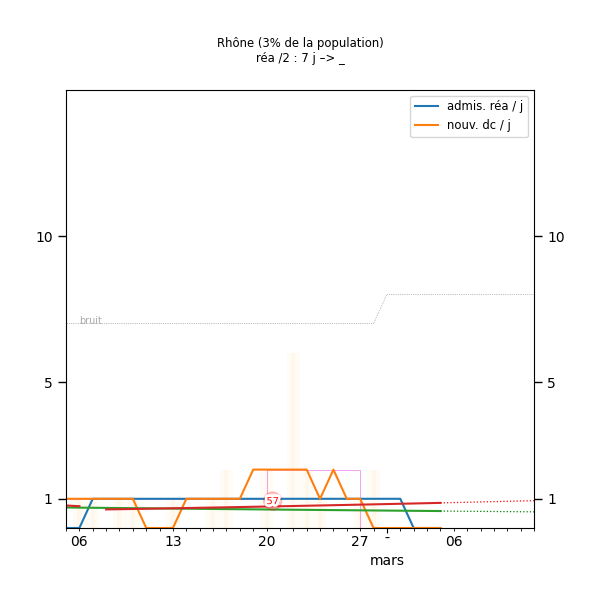 Rhône (3% de la population)
réa /2 : 7 j –> _
admis. réa / j
nouv. dc / j
10
10
bruit
5
5
57
1
1
06
13
20
27
-
06
mars